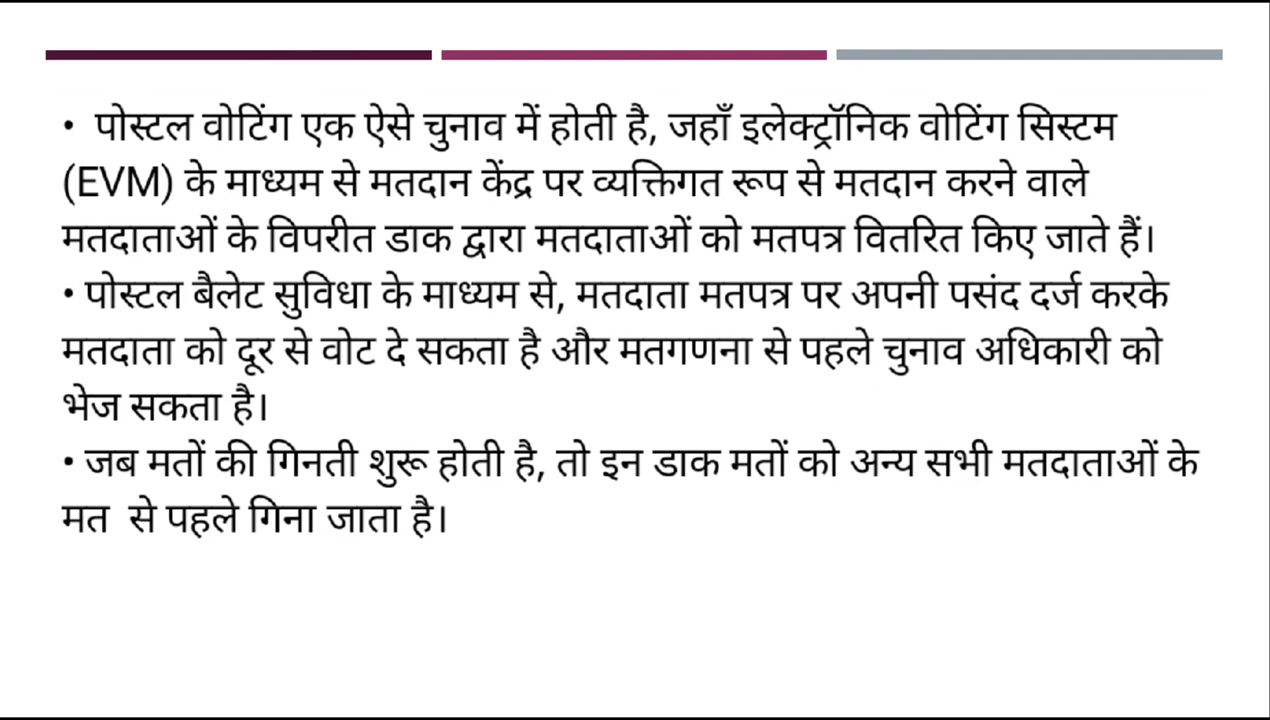 • पोस्टल वोटिंग एक ऐसे चुनाव में होती है, जहाँ इलेक्ट्रॉनिक वोटिंग सिस्टम
(EVM) के माध्यम से मतदान केंद्र पर व्यक्तिगत रूप से मतदान करने वाले
मतदाताओं के विपरीत डाक द्वारा मतदाताओं को मतपत्र वितरित किए जाते हैं।
• पोस्टल बैलेट सुविधा के माध्यम से, मतदाता मतपत्र पर अपनी पसंद दर्ज करके
मतदाता को दूर से वोट दे सकता है और मतगणना से पहले चुनाव अधिकारी को
भेज सकता है।
• जब मतों की गिनती शुरू होती है, तो इन डाक मतों को अन्य सभी मतदाताओं के
मत से पहले गिना जाता है।